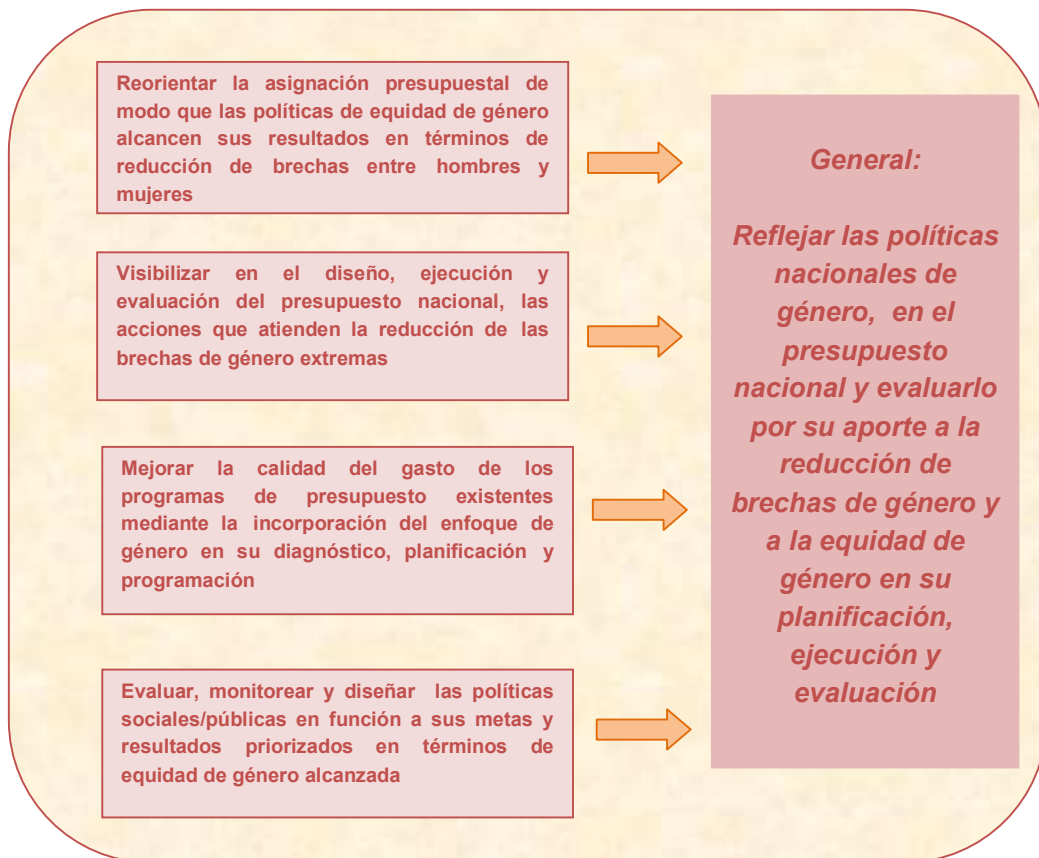 Reorientar la asignación presupuestal de
modo que las políticas de equidad de género
alcancen sus resultados en términos de
reducción de brechas entre hombres y
mujeres
Visibilizar en el diseño, ejecución y
evaluación del presupuesto nacional, las
acciones que atienden la reducción de las
brechas de género extremas
Mejorar la calidad del gasto de los
programas de presupuesto existentes
mediante la incorporación del enfoque de
género en su diagnóstico, planificación y
programación
Evaluar, monitorear y diseñar las políticas
sociales/públicas en función a sus metas y
resultados priorizados en términos de
equidad de género alcanzada
General:
Reflejar las políticas
nacionales de
género, en el
presupuesto
nacional y evaluarlo
por su aporte a la
reducción de
brechas de género y
a la equidad de
género en su
planificación,
ejecución y
evaluación